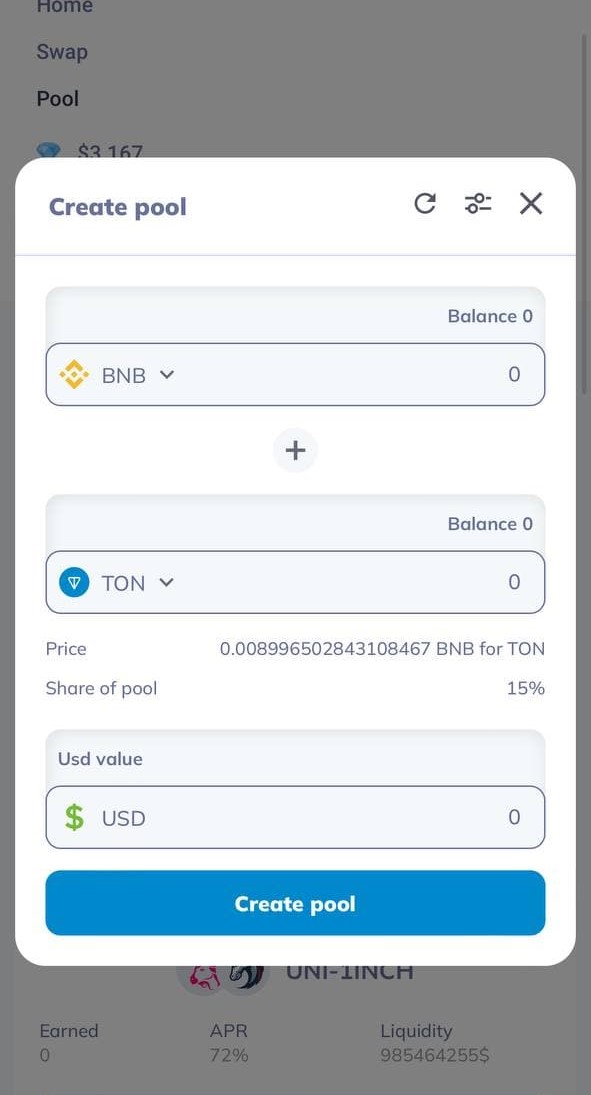 Home
Swap
Pool
$3.167
Create pool
Balance 0
BNB 0
+
Balance 0
TON 0
Price 0.008996502843108467 BNB for TON
Share of pool 15%
Usd value
$ USD 0
Create pool
UNI-1INCH
Earned APR Liquidity
0 72% 985464255$